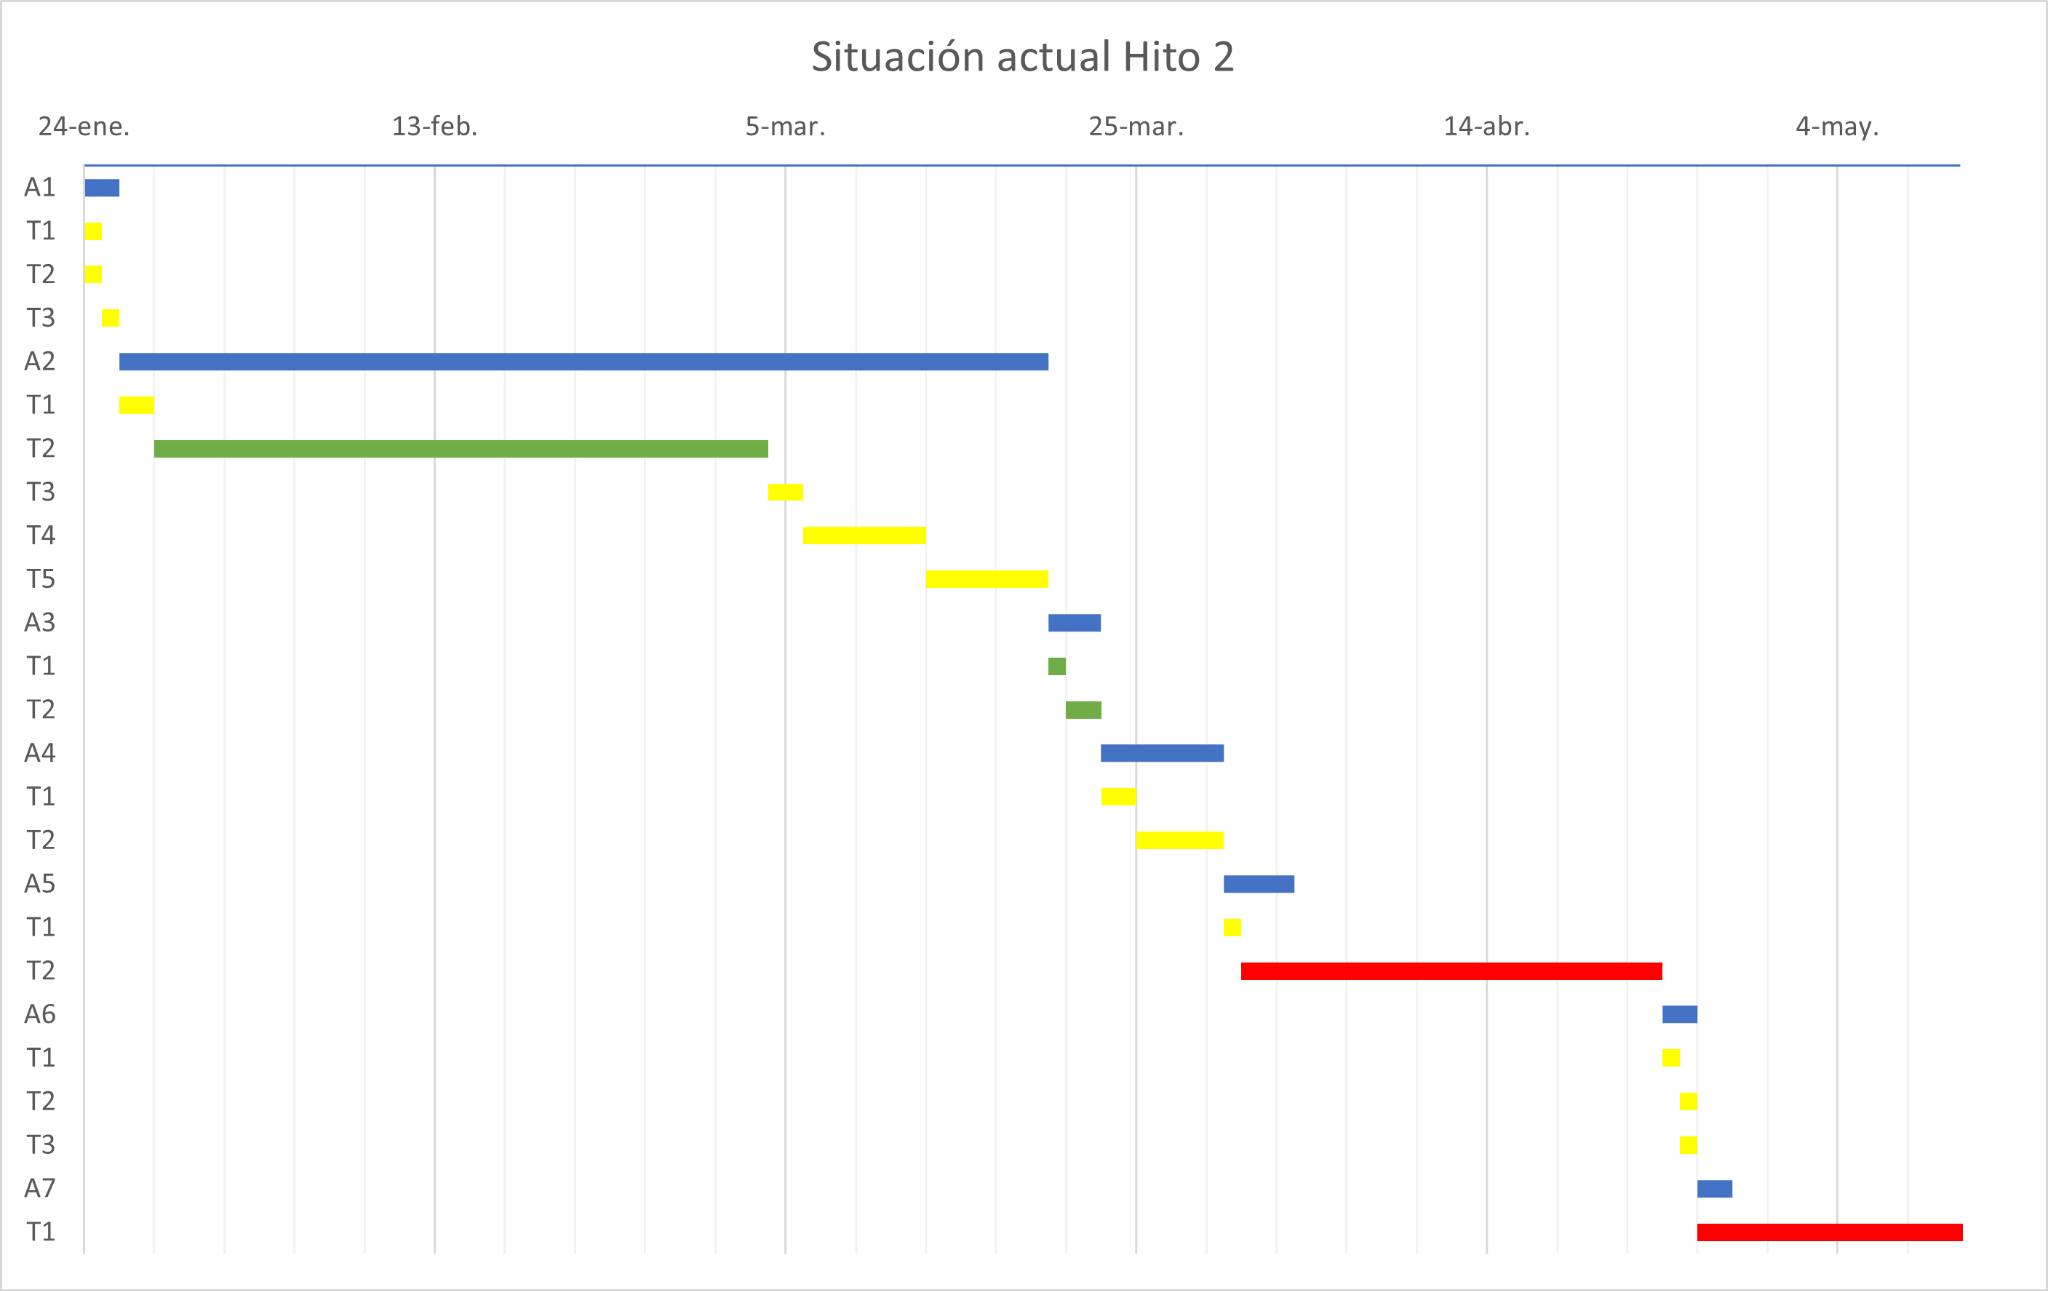 Situación actual Hito 2
24-ene. 13-feb. 5-mar. 25-mar. 14-abr. 4-may.
A1
T1
T2
T3
A2
T1
T2
T3
T4
T5
A3
T1
T2
A4
T1
T2
A5
T1
T2
A6
T1
T2
T3
A7
T1